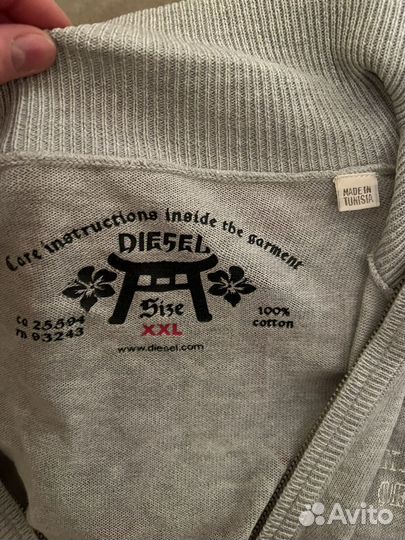 MADE IN
TUNISIA
Care instructions inside the garment
DIESEL
Size
XXL
ca 25594
rn 93243
100%
cotton
www.diesel.com
Avito